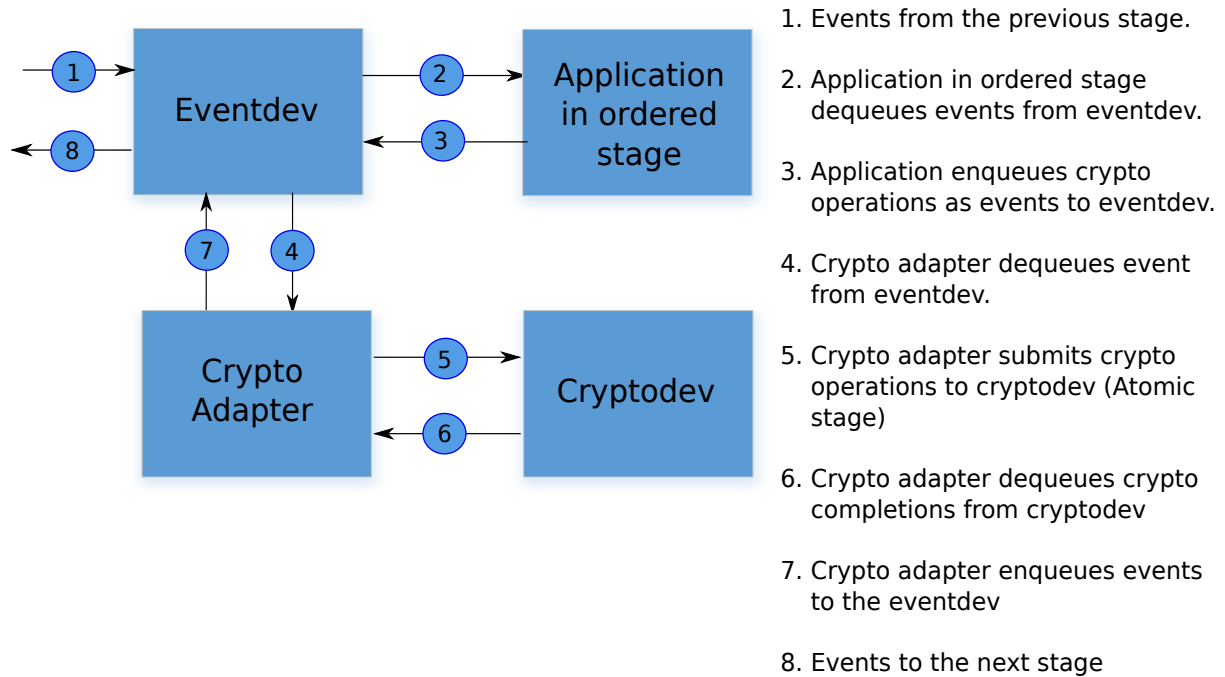 1
8
Eventdev
2
3
Application
in ordered
stage
7
4
Crypto
Adapter
5
6
Cryptodev
1. Events from the previous stage.
2. Application in ordered stage
dequeues events from eventdev.
3. Application enqueues crypto
operations as events to eventdev.
4. Crypto adapter dequeues event
from eventdev.
5. Crypto adapter submits crypto
operations to cryptodev (Atomic
stage)
6. Crypto adapter dequeues crypto
completions from cryptodev
7. Crypto adapter enqueues events
to the eventdev
8. Events to the next stage